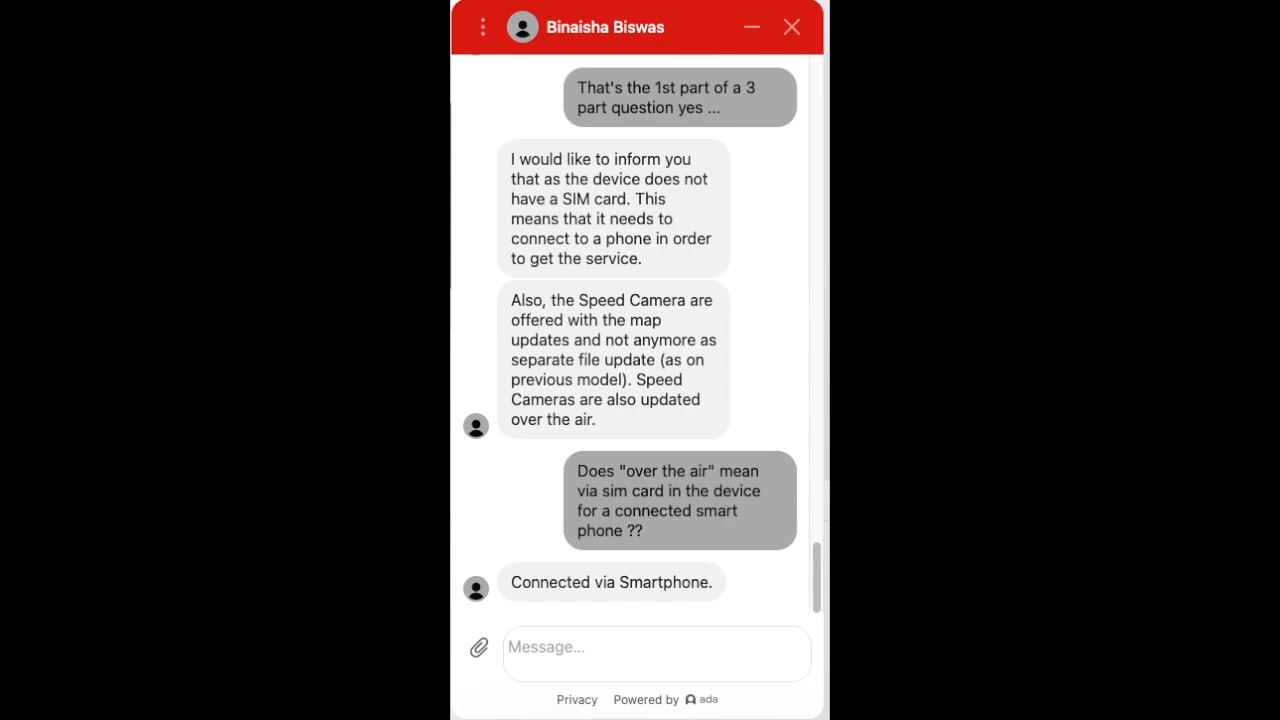 Binaisha Biswas
That's the 1st part of a 3
part question yes ...
I would like to inform you
that as the device does not
have a SIM card. This
means that it needs to
connect to a phone in order
to get the service.
Also, the Speed Camera are
offered with the map
updates and not anymore as
separate file update (as on
previous model). Speed
Cameras are also updated
over the air.
Does "over the air" mean
via sim card in the device
for a connected smart
phone ??
Connected via Smartphone.
Message...
Privacy Powered by ada